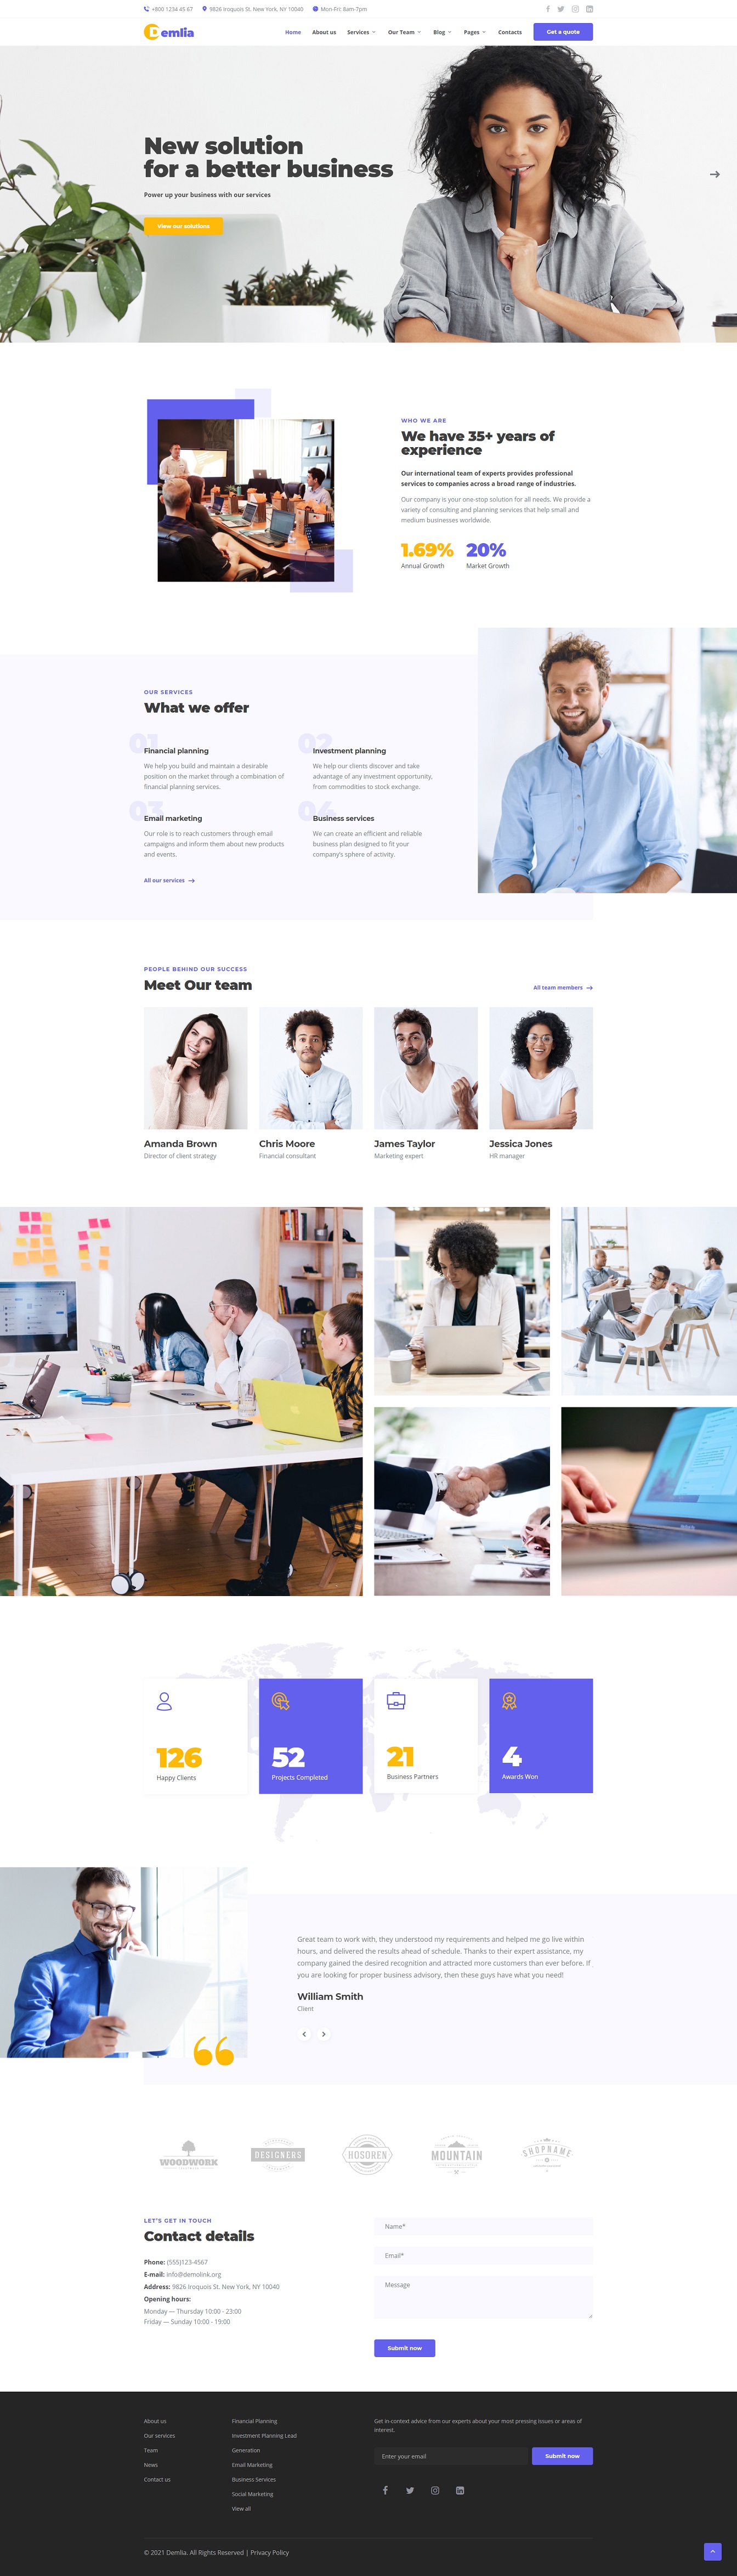 +800 1234 45 67 9826 Iroquois St. New York, NY 10040 Mon-Fri: 8am-7pm
Demlia
Home About us Services Our Team Blog Pages Contacts Get a quote
New solution
for a better business
Power up your business with our services
View our solutions
WHO WE ARE
We have 35+ years of
experience
Our international team of experts provides professional
services to companies across a broad range of industries.
Our company is your one-stop solution for all needs. We provide a
variety of consulting and planning services that help small and
medium businesses worldwide.
1.69% 20%
Annual Growth Market Growth
OUR SERVICES
What we offer
01
Financial planning
We help you build and maintain a desirable
position on the market through a combination of
financial planning services.
02
Investment planning
We help our clients discover and take
advantage of any investment opportunity,
from commodities to stock exchange.
03
Email marketing
Our role is to reach customers through email
campaigns and inform them about new products
and events.
04
Business services
We can create an efficient and reliable
business plan designed to fit your
company's sphere of activity.
All our services
PEOPLE BEHIND OUR SUCCESS
Meet Our team
All team members
Amanda Brown
Director of client strategy
Chris Moore
Financial consultant
James Taylor
Marketing expert
Jessica Jones
HR manager
126
Happy Clients
52
Projects Completed
21
Business Partners
4
Awards Won
Great team to work with, they understood my requirements and helped me go live within
hours, and delivered the results ahead of schedule. Thanks to their expert assistance, my
company gained the desired recognition and attracted more customers than ever before. If
you are looking for proper business advisory, then these guys have what you need!
William Smith
Client
WOODWORK
DESIGNERS
HOSOREN
MOUNTAIN
SHOPNAME
LET'S GET IN TOUCH
Contact details
Phone: (555)123-4567
E-mail: info@demolink.org
Address: 9826 Iroquois St. New York, NY 10040
Opening hours:
Monday — Thursday 10:00 - 23:00
Friday — Sunday 10:00 - 19:00
Name*
Email*
Message
Submit now
About us
Our services
Team
News
Contact us
Financial Planning
Investment Planning Lead
Generation
Email Marketing
Business Services
Social Marketing
View all
Get in-context advice from our experts about your most pressing issues or areas of
interest.
Enter your email
Submit now
© 2021 Demlia. All Rights Reserved | Privacy Policy